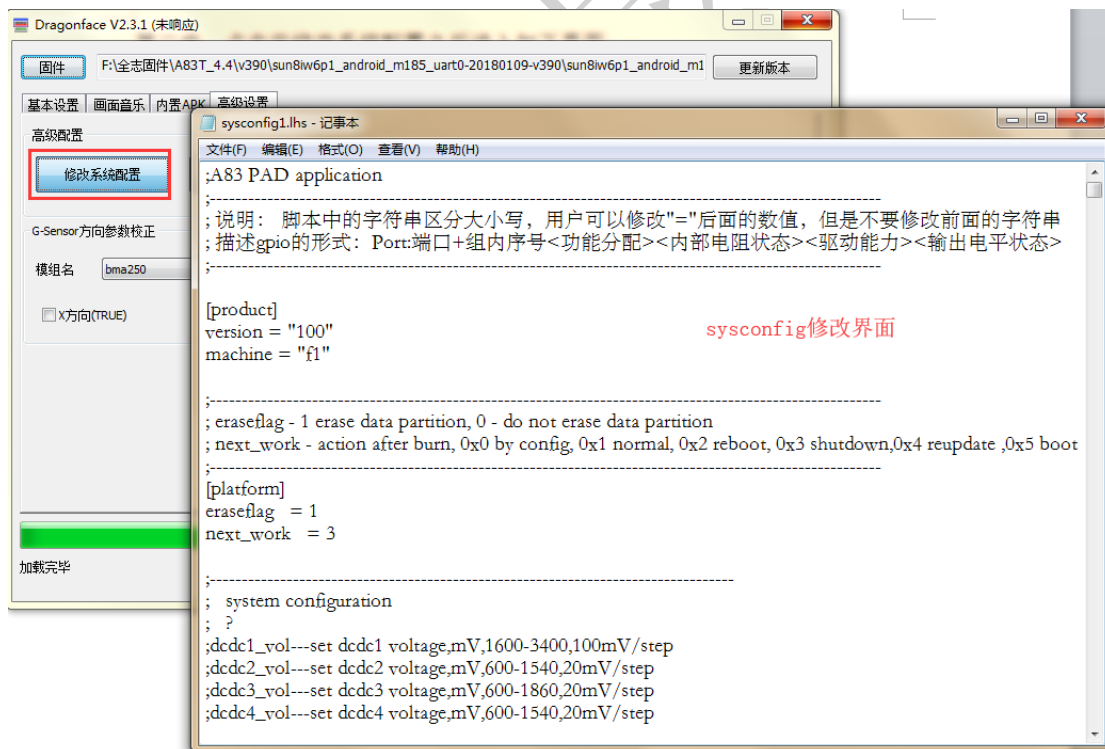 Dragonface V2.3.1 (未响应)
固件
F:\全志固件\A83T_4.4\v390\sun8iw6p1_android_m185_uart0-20180109-v390\sun8iw6p1_android_m1
更新版本
基本设置 画面音乐 内置APK 高级设置
高级配置
修改系统配置
G-Sensor方向参数校正
模组名 bma250
X方向(TRUE)
加载完毕
sysconfig1.lhs - 记事本
文件(F) 编辑(E) 格式(O) 查看(V) 帮助(H)
;A83 PAD application
;---------------------------------------------------------------------------------------------------------
; 说明： 脚本中的字符串区分大小写，用户可以修改"="后面的数值，但是不要修改前面的字符串
; 描述gpio的形式：Port:端口+组内序号<功能分配><内部电阻状态><驱动能力><输出电平状态>
;---------------------------------------------------------------------------------------------------------
[product]
version = "100"
machine = "f1"
sysconfig修改界面
;---------------------------------------------------------------------------------------------------------
; eraseflag - 1 erase data partition, 0 - do not erase data partition
; next_work - action after burn, 0x0 by config, 0x1 normal, 0x2 reboot, 0x3 shutdown,0x4 reupdate ,0x5 boot
;---------------------------------------------------------------------------------------------------------
[platform]
eraseflag = 1
next_work = 3
;----------------------------------------------------------------------------------
; system configuration
; ?
;dcdc1_vol---set dcdc1 voltage,mV,1600-3400,100mV/step
;dcdc2_vol---set dcdc2 voltage,mV,600-1540,20mV/step
;dcdc3_vol---set dcdc3 voltage,mV,600-1860,20mV/step
;dcdc4_vol---set dcdc4 voltage,mV,600-1540,20mV/step